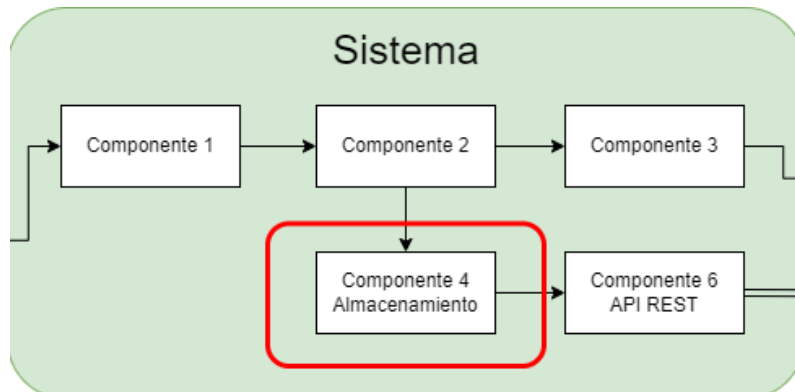 Sistema
Componente 1
Componente 2
Componente 3
Componente 4
Almacenamiento
Componente 6
API REST